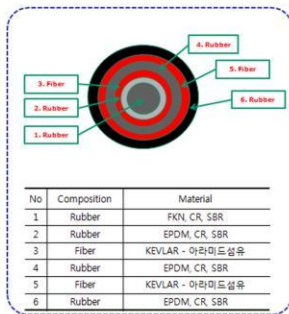 4. Rubber
3. Fiber
5. Fiber
2. Rubber
6. Rubber
1. Rubber
No Composition Material
1 Rubber FKN, CR, SBR
2 Rubber EPDM, CR, SBR
3 Fiber KEVLAR - 아라미드섬유
4 Rubber EPDM, CR, SBR
5 Fiber KEVLAR - 아라미드섬유
6 Rubber EPDM, CR, SBR